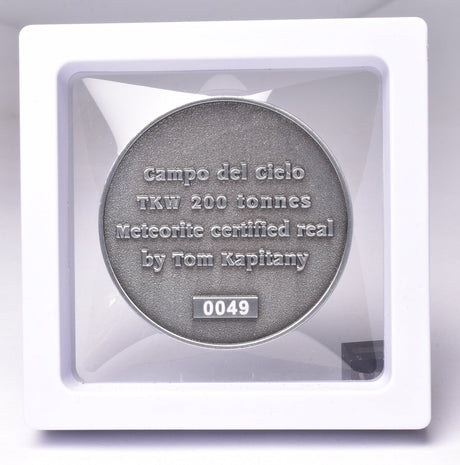 Campo del Cielo
TKW 200 tonnes
Meteorite certified real
by Tom Kapitany
0049